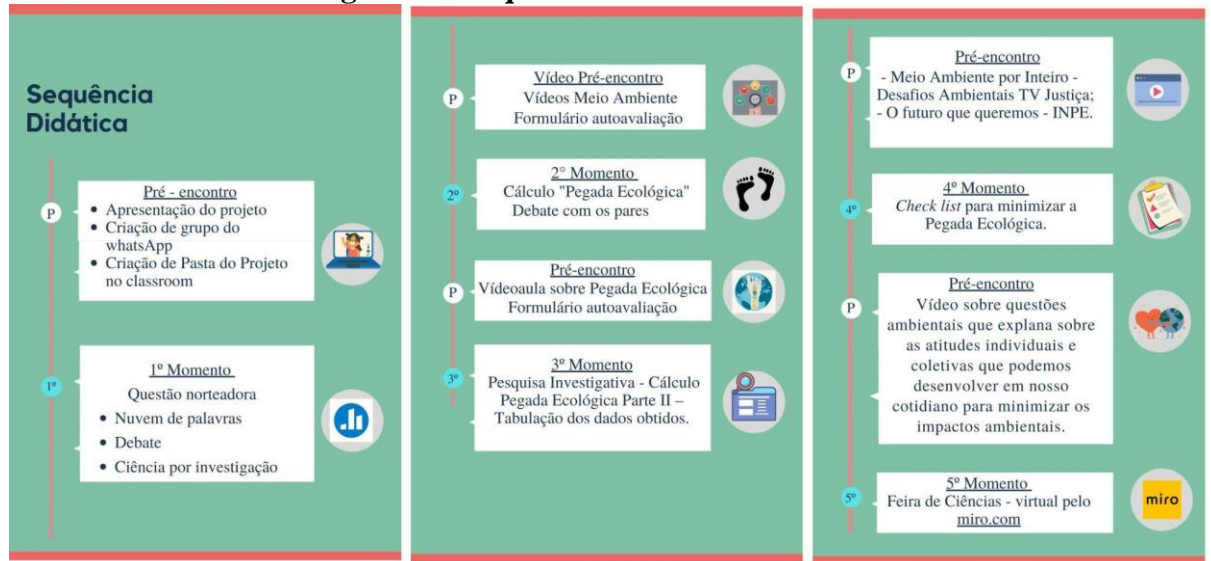 Sequência
Didática
P
Pré - encontro
• Apresentação do projeto
• Criação de grupo do
whatsApp
• Criação de Pasta do Projeto
no classroom
1º
1º Momento
Questão norteadora
• Nuvem de palavras
• Debate
• Ciência por investigação
P
Vídeo Pré-encontro
Vídeos Meio Ambiente
Formulário autoavaliação
2º
2° Momento
Cálculo "Pegada Ecológica"
Debate com os pares
P
Pré-encontro
Vídeoaula sobre Pegada Ecológica
Formulário autoavaliação
3º
3º Momento
Pesquisa Investigativa - Cálculo
Pegada Ecológica Parte II –
Tabulação dos dados obtidos.
P
Pré-encontro
- Meio Ambiente por Inteiro -
Desafios Ambientais TV Justiça;
- O futuro que queremos - INPE.
4º
4º Momento
Check list para minimizar a
Pegada Ecológica.
P
Pré-encontro
Vídeo sobre questões
ambientais que explana sobre
as atitudes individuais e
coletivas que podemos
desenvolver em nosso
cotidiano para minimizar os
impactos ambientais.
5º
5º Momento
Feira de Ciências - virtual pelo
miro.com
miro